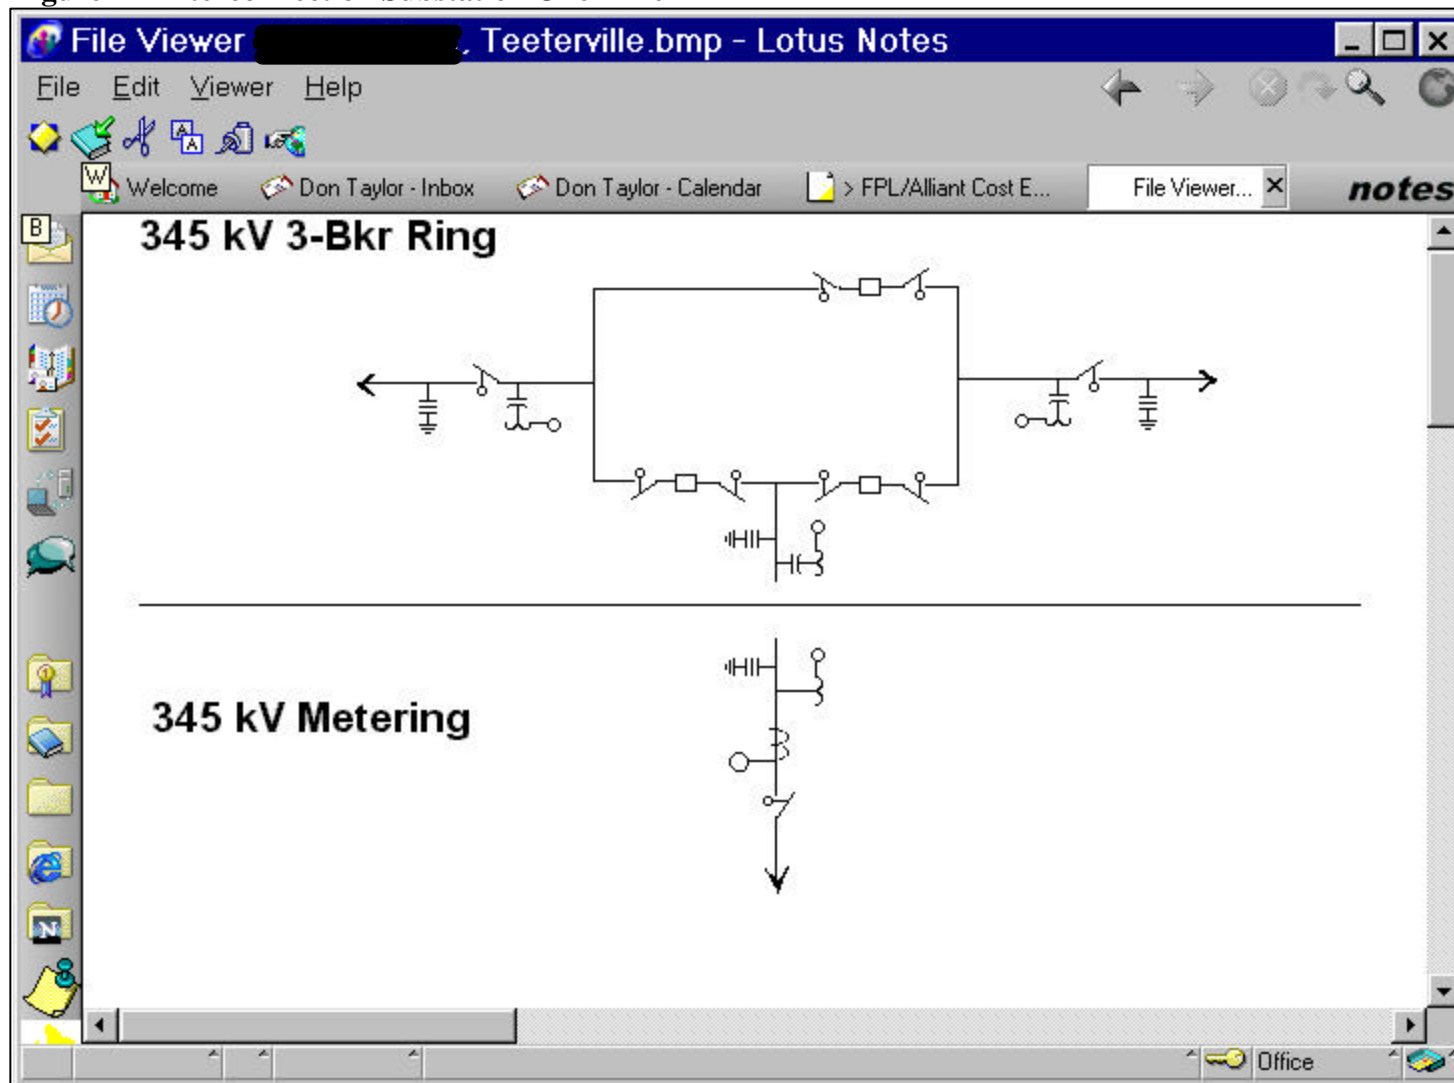 File Viewer , Teeterville.bmp - Lotus Notes
File Edit Viewer Help
A
A
W
Welcome Don Taylor - Inbox Don Taylor - Calendar > FPL/Alliant Cost E... File Viewer... notes
B
345 kV 3-Bkr Ring
345 kV Metering
1
N
Office